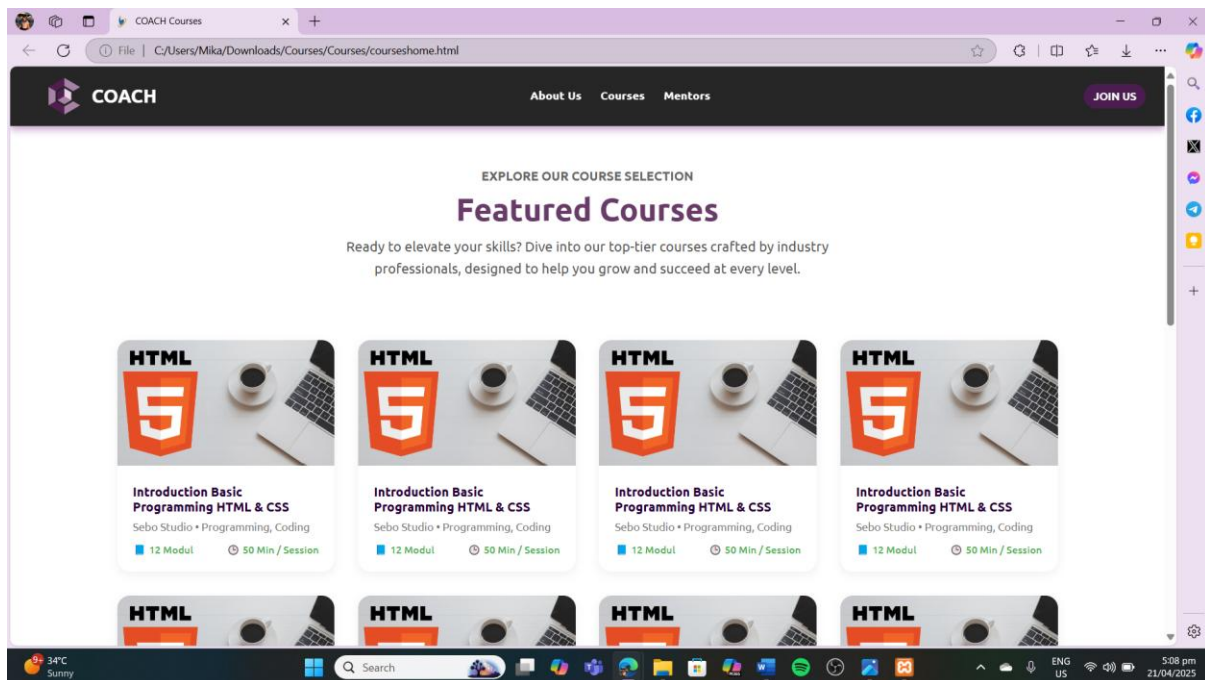 COACH Courses
File | C:/Users/Mika/Downloads/Courses/Courses/courseshome.html
COACH
About Us Courses Mentors
JOIN US
EXPLORE OUR COURSE SELECTION
Featured Courses
Ready to elevate your skills? Dive into our top-tier courses crafted by industry
professionals, designed to help you grow and succeed at every level.
HTML HTML HTML HTML
5 5 5 5
Introduction Basic Introduction Basic Introduction Basic Introduction Basic
Programming HTML & CSS Programming HTML & CSS Programming HTML & CSS Programming HTML & CSS
Sebo Studio • Programming, Coding Sebo Studio • Programming, Coding Sebo Studio • Programming, Coding Sebo Studio • Programming, Coding
12 Modul 50 Min / Session 12 Modul 50 Min / Session 12 Modul 50 Min / Session 12 Modul 50 Min / Session
HTML HTML HTML HTML
9+ 34°C
Sunny
Search
ENG
US
5:08 pm
21/04/2025